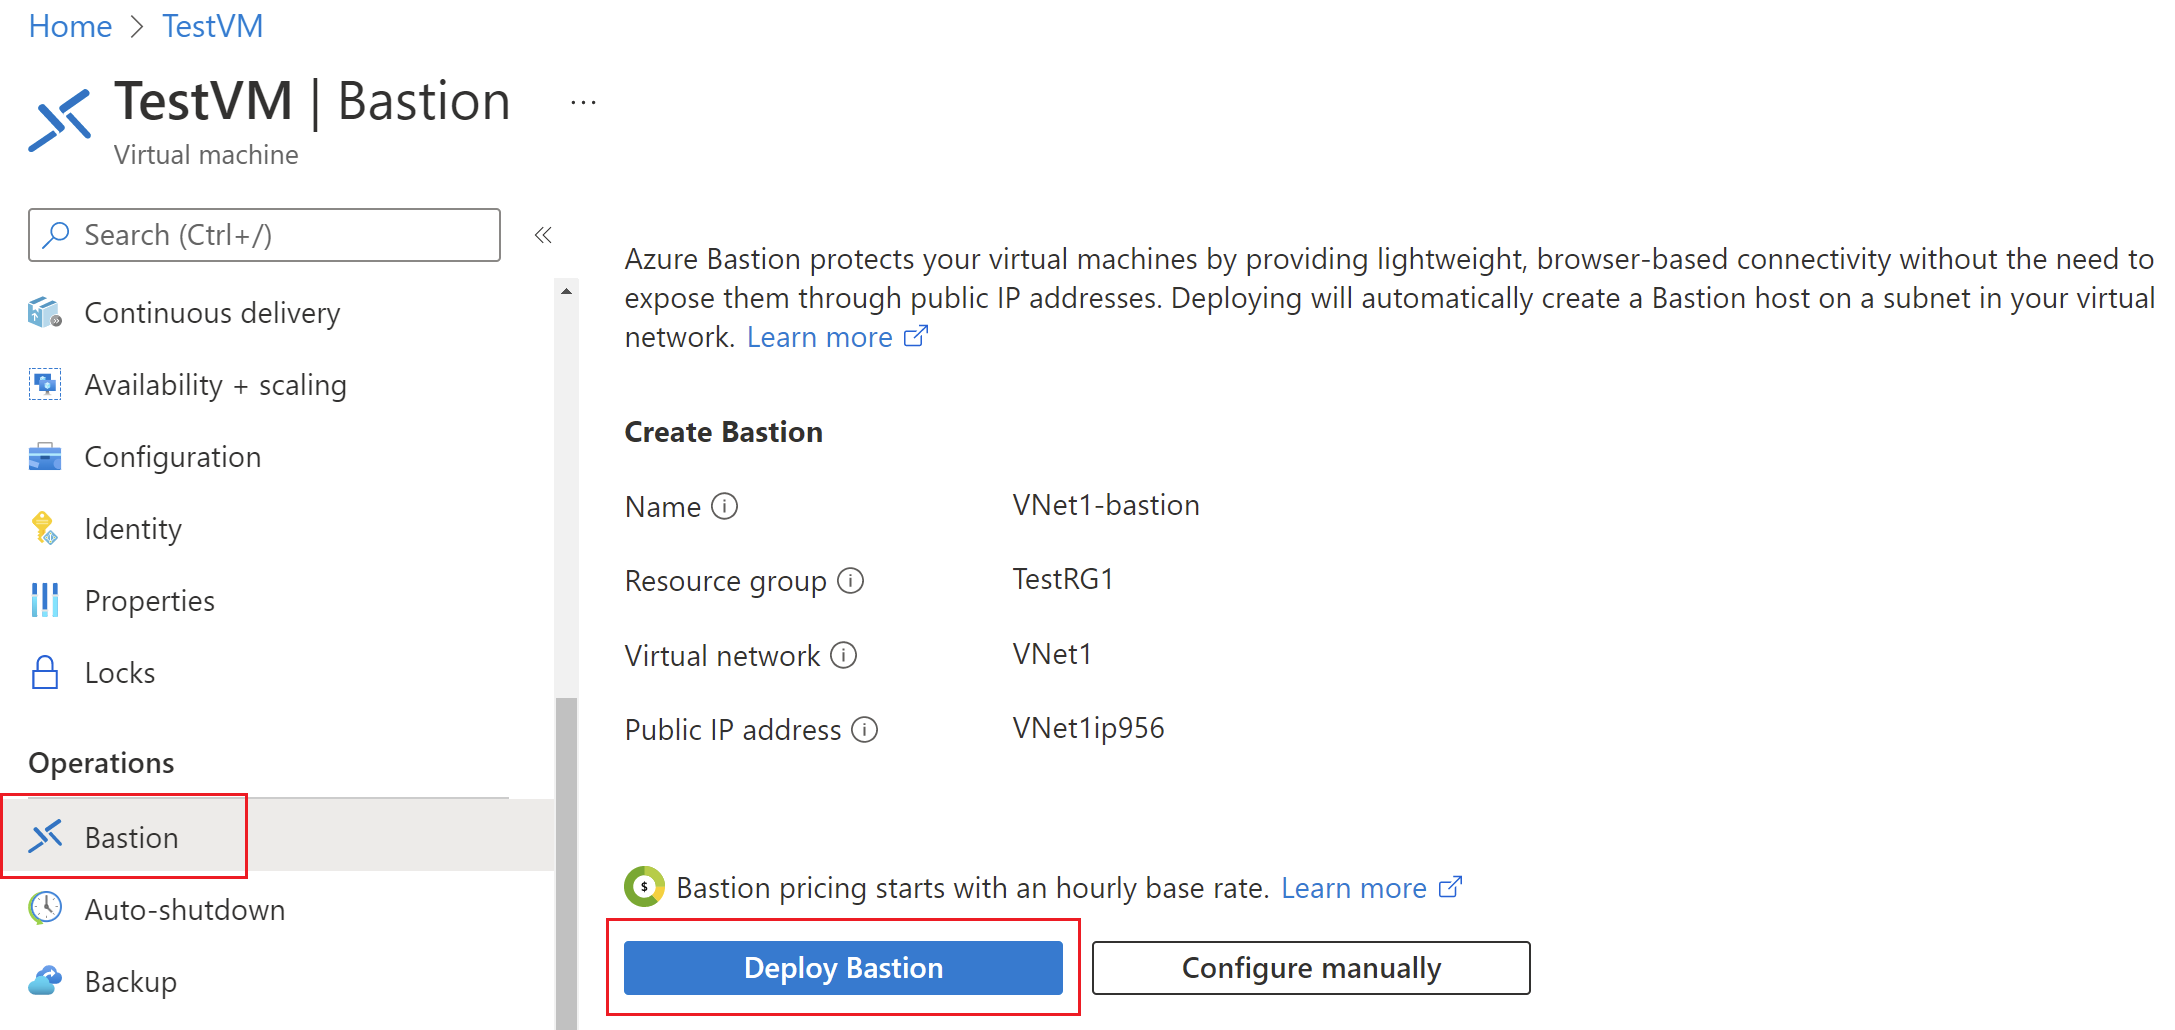 Home > TestVM
TestVM | Bastion ...
Virtual machine
Search (Ctrl+/)
Continuous delivery
Availability + scaling
Configuration
Identity
Properties
Locks
Operations
Bastion
Auto-shutdown
Backup
Azure Bastion protects your virtual machines by providing lightweight, browser-based connectivity without the need to
expose them through public IP addresses. Deploying will automatically create a Bastion host on a subnet in your virtual
network. Learn more
Create Bastion
Name VNet1-bastion
Resource group TestRG1
Virtual network VNet1
Public IP address VNet1ip956
$ Bastion pricing starts with an hourly base rate. Learn more
Deploy Bastion Configure manually